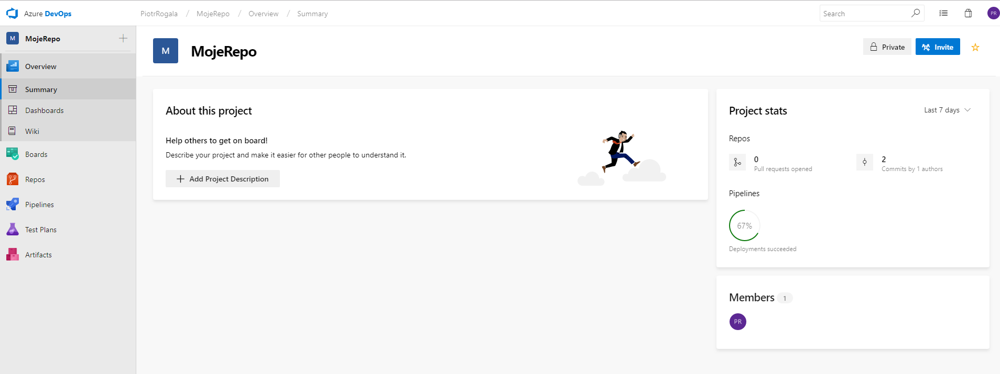 Azure DevOps
PiotrRogala / MojeRepo / Overview / Summary
Search
PR
M MojeRepo
Overview
Summary
Dashboards
Wiki
Boards
Repos
Pipelines
Test Plans
Artifacts
M MojeRepo
Private
Invite
About this project
Help others to get on board!
Describe your project and make it easier for other people to understand it.
Add Project Description
Project stats
Last 7 days
Repos
0
Pull requests opened
2
Commits by 1 authors
Pipelines
67%
Deployments succeeded
Members 1
PR